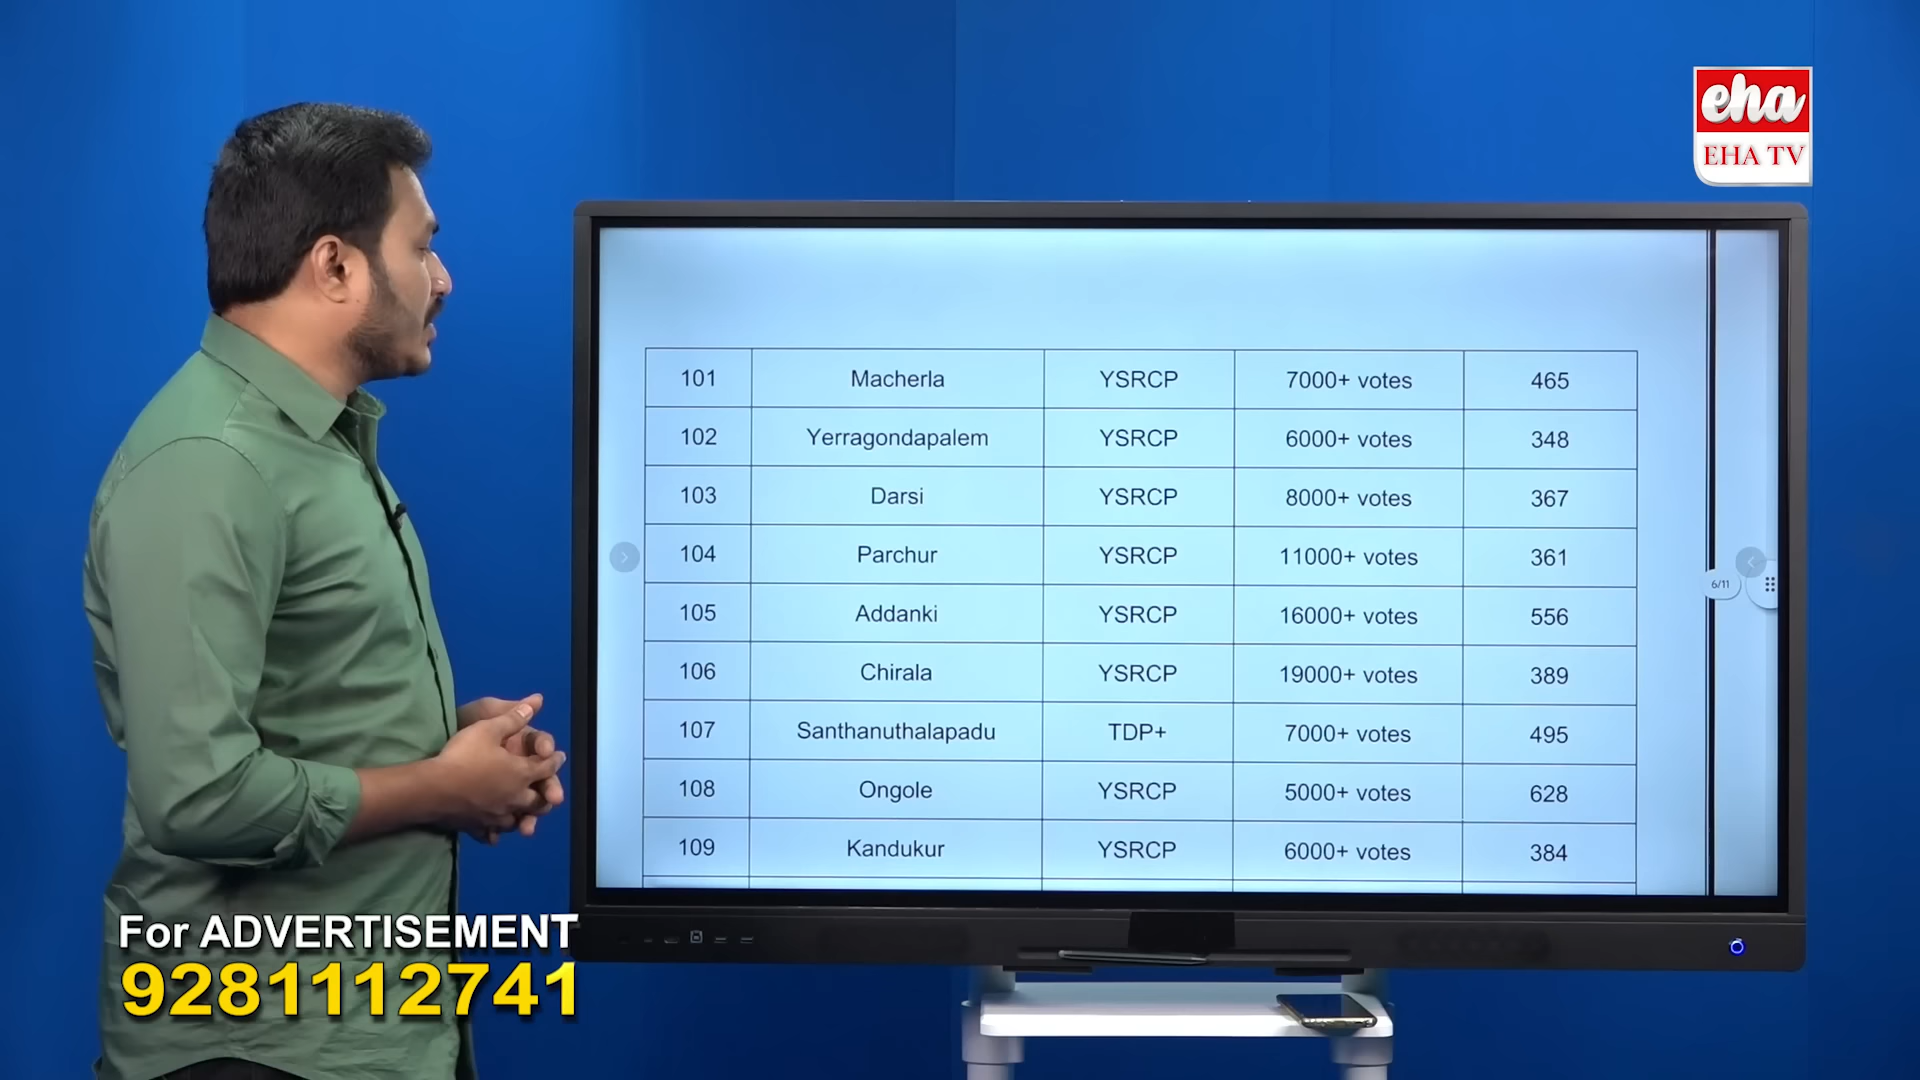 eha
EHA TV
101 Macherla YSRCP 7000+ votes 465
102 Yerragondapalem YSRCP 6000+ votes 348
103 Darsi YSRCP 8000+ votes 367
104 Parchur YSRCP 11000+ votes 361
105 Addanki YSRCP 16000+ votes 556
106 Chirala YSRCP 19000+ votes 389
107 Santhanuthalapadu TDP+ 7000+ votes 495
108 Ongole YSRCP 5000+ votes 628
109 Kandukur YSRCP 6000+ votes 384
6/11
For ADVERTISEMENT
9281112741